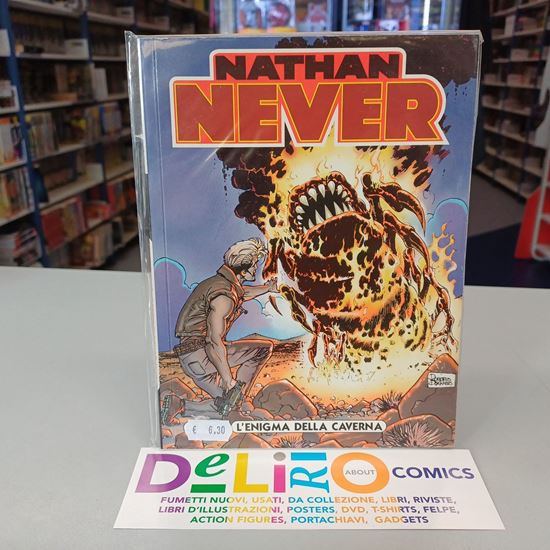 NATHAN
NEVER
€ 6,30
L'ENIGMA DELLA CAVERNA
DELIRIO
ABOUT
COMICS
FUMETTI NUOVI, USATI, DA COLLEZIONE, LIBRI, RIVISTE,
LIBRI D'ILLUSTRAZIONI, POSTERS, DVD, T-SHIRTS, FELPE,
ACTION FIGURES, PORTACHIAVI, GADGETS